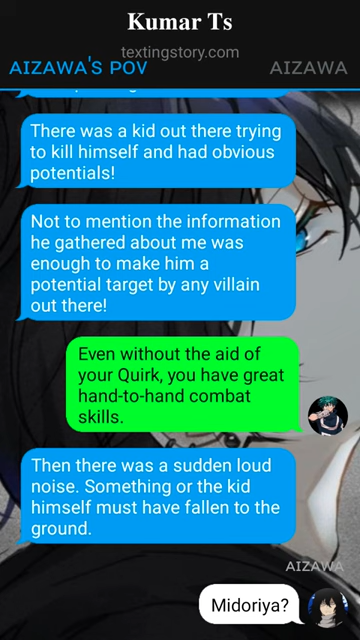 Kumar Ts
textingstory.com
AIZAWA'S POV
AIZAWA
There was a kid out there trying
to kill himself and had obvious
potentials!
Not to mention the information
he gathered about me was
enough to make him a
potential target by any villain
out there!
Even without the aid of
your Quirk, you have great
hand-to-hand combat
skills.
Then there was a sudden loud
noise. Something or the kid
himself must have fallen to the
ground.
AIZAWA
Midoriya?